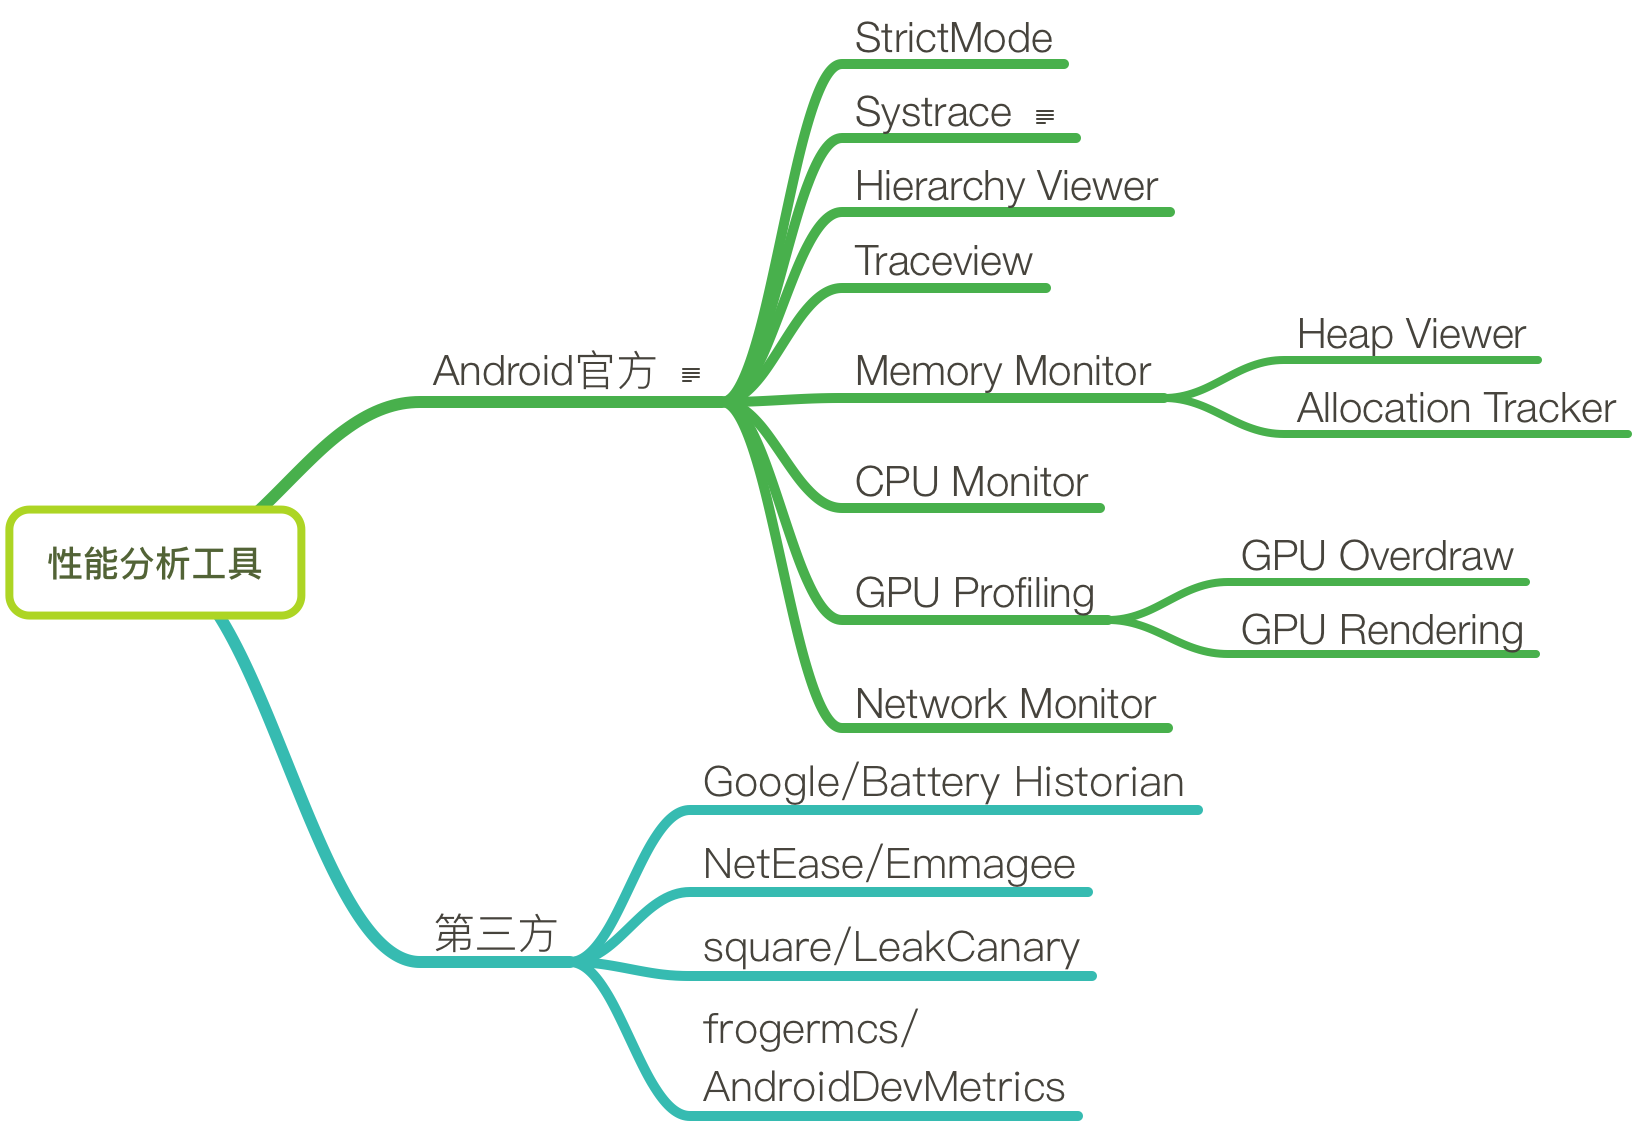 性能分析工具
Android官方
StrictMode
Systrace
Hierarchy Viewer
Traceview
Memory Monitor
Heap Viewer
Allocation Tracker
CPU Monitor
GPU Profiling
GPU Overdraw
GPU Rendering
Network Monitor
第三方
Google/Battery Historian
NetEase/Emmagee
square/LeakCanary
frogermcs/
AndroidDevMetrics